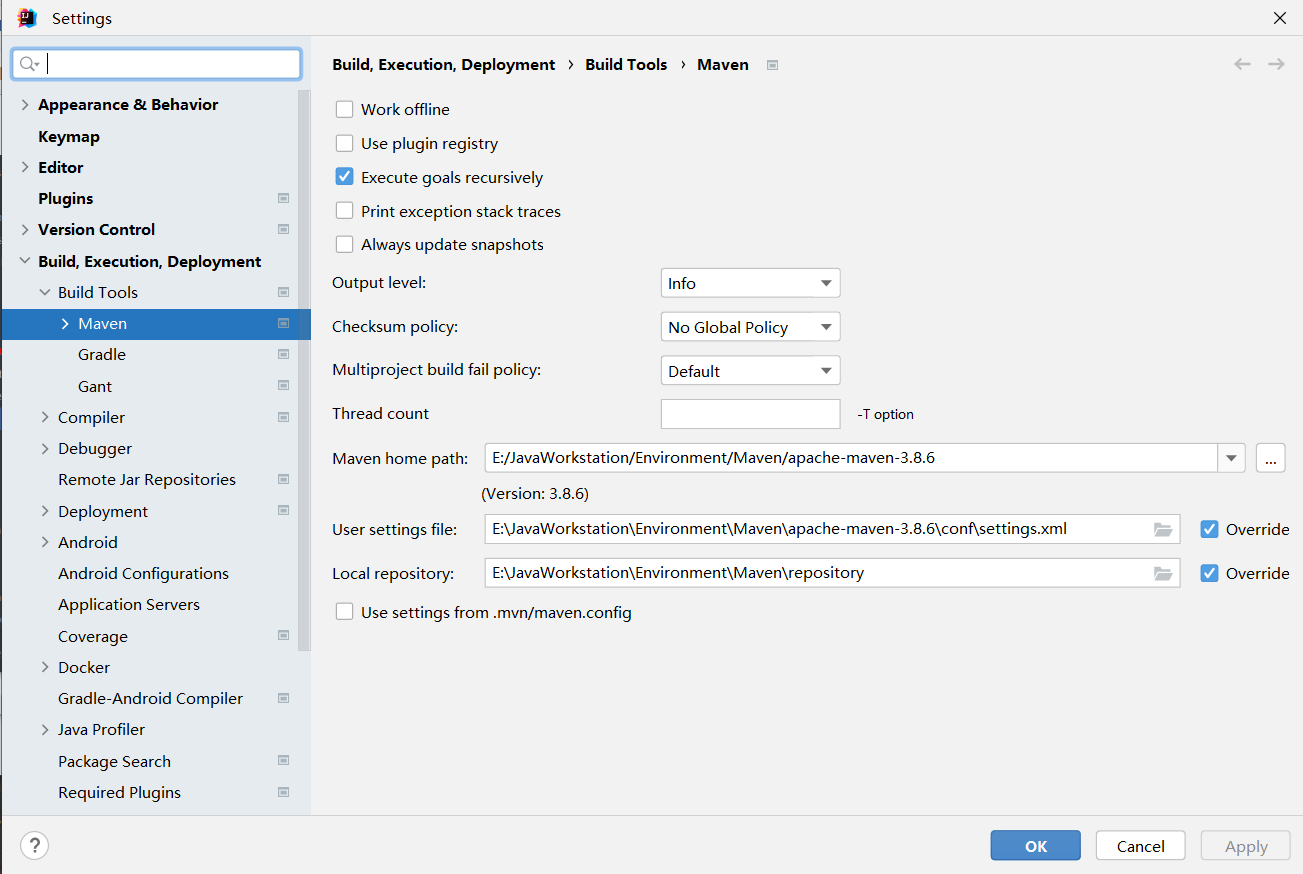 Settings
Appearance & Behavior
Keymap
Editor
Plugins
Version Control
Build, Execution, Deployment
Build Tools
Maven
Gradle
Gant
Compiler
Debugger
Remote Jar Repositories
Deployment
Android
Android Configurations
Application Servers
Coverage
Docker
Gradle-Android Compiler
Java Profiler
Package Search
Required Plugins
Build, Execution, Deployment › Build Tools › Maven
Work offline
Use plugin registry
Execute goals recursively
Print exception stack traces
Always update snapshots
Output level: Info
Checksum policy: No Global Policy
Multiproject build fail policy: Default
Thread count -T option
Maven home path: E:/JavaWorkstation/Environment/Maven/apache-maven-3.8.6 ...
(Version: 3.8.6)
User settings file: E:\JavaWorkstation\Environment\Maven\apache-maven-3.8.6\conf\settings.xml Override
Local repository: E:\JavaWorkstation\Environment\Maven\repository Override
Use settings from .mvn/maven.config
? OK Cancel Apply